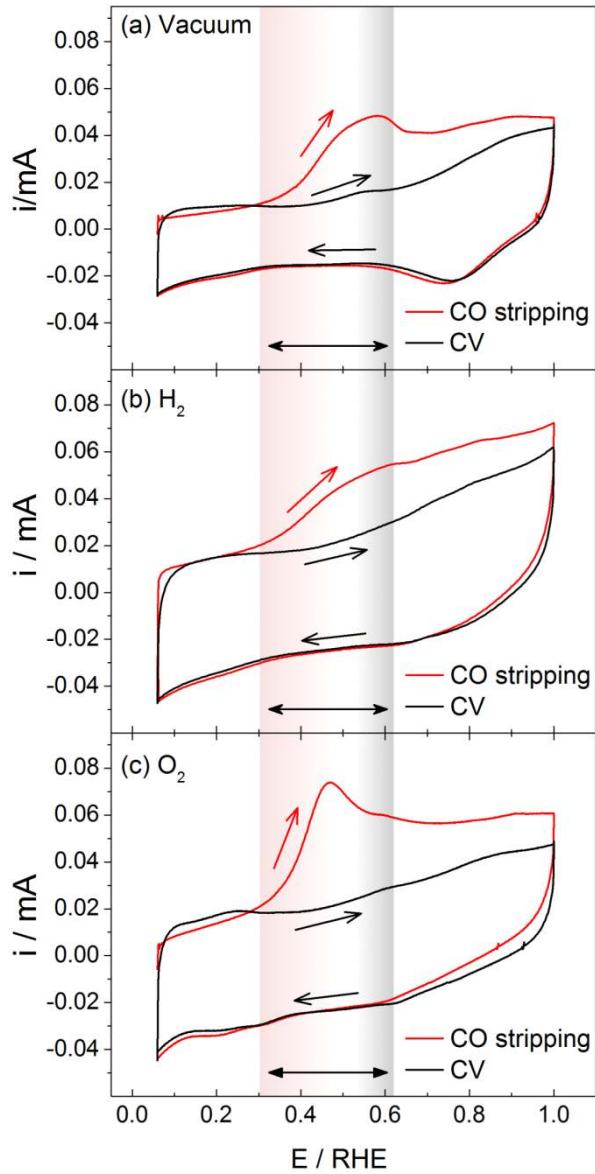 (a) Vacuum
0.08
0.06
0.04
0.02
0.00
-0.02
-0.04
i/mA
CO stripping
CV
(b) H₂
0.08
0.06
0.04
0.02
0.00
-0.02
-0.04
i / mA
CO stripping
CV
(c) O₂
0.08
0.06
0.04
0.02
0.00
-0.02
-0.04
i / mA
CO stripping
CV
0.0 0.2 0.4 0.6 0.8 1.0
E / RHE